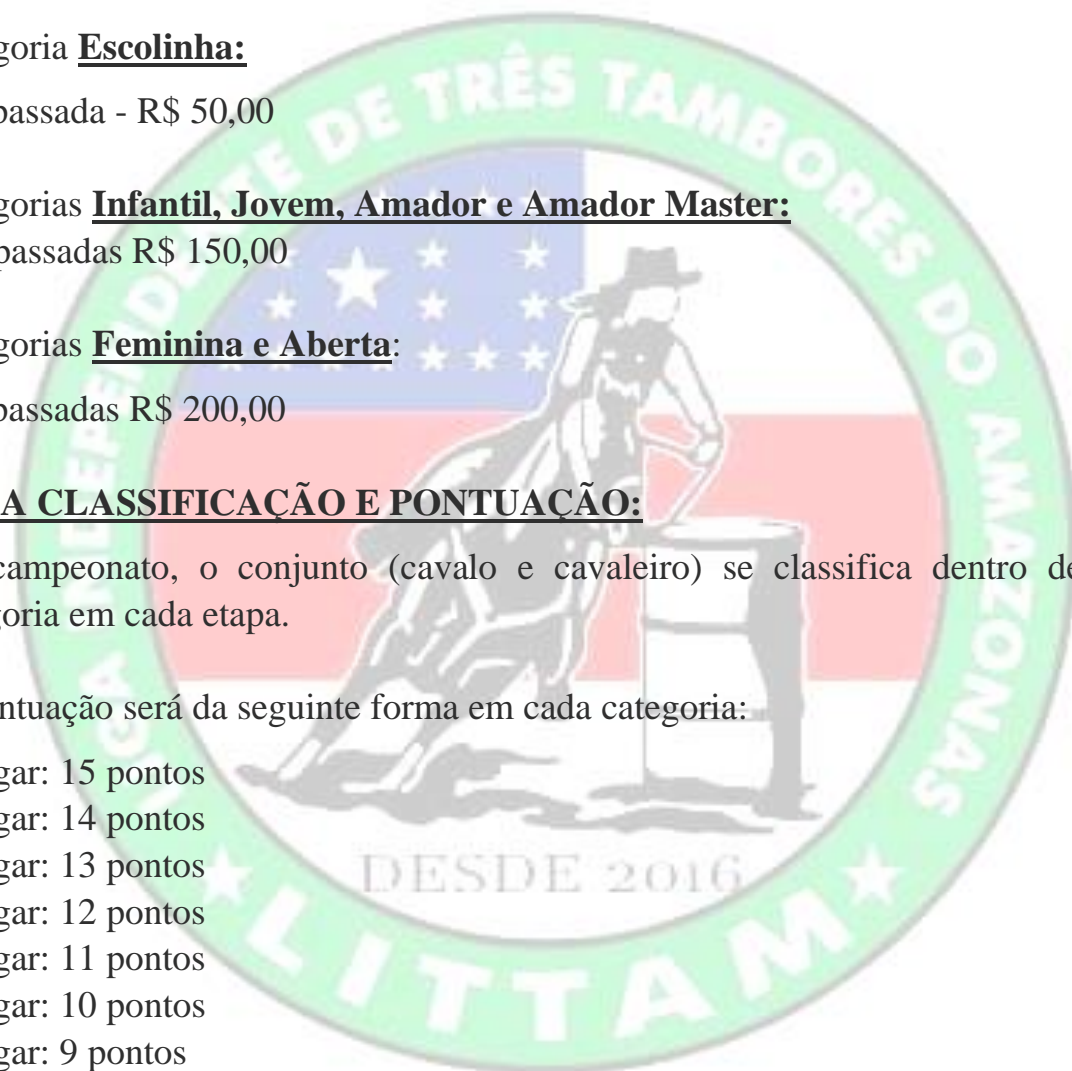 goria Escolinha:
passada - R$ 50,00
gorias Infantil, Jovem, Amador e Amador Master:
passadas R$ 150,00
gorias Feminina e Aberta:
passadas R$ 200,00
A CLASSIFICAÇÃO E PONTUAÇÃO:
campeonato, o conjunto (cavalo e cavaleiro) se classifica dentro de
goria em cada etapa.
ntuação será da seguinte forma em cada categoria:
gar: 15 pontos
gar: 14 pontos
gar: 13 pontos
gar: 12 pontos
gar: 11 pontos
gar: 10 pontos
gar: 9 pontos
LIGA INDEPENDENTE DE TRÊS TAMBORES DO AMAZONAS
DESDE 2016
LITTAM